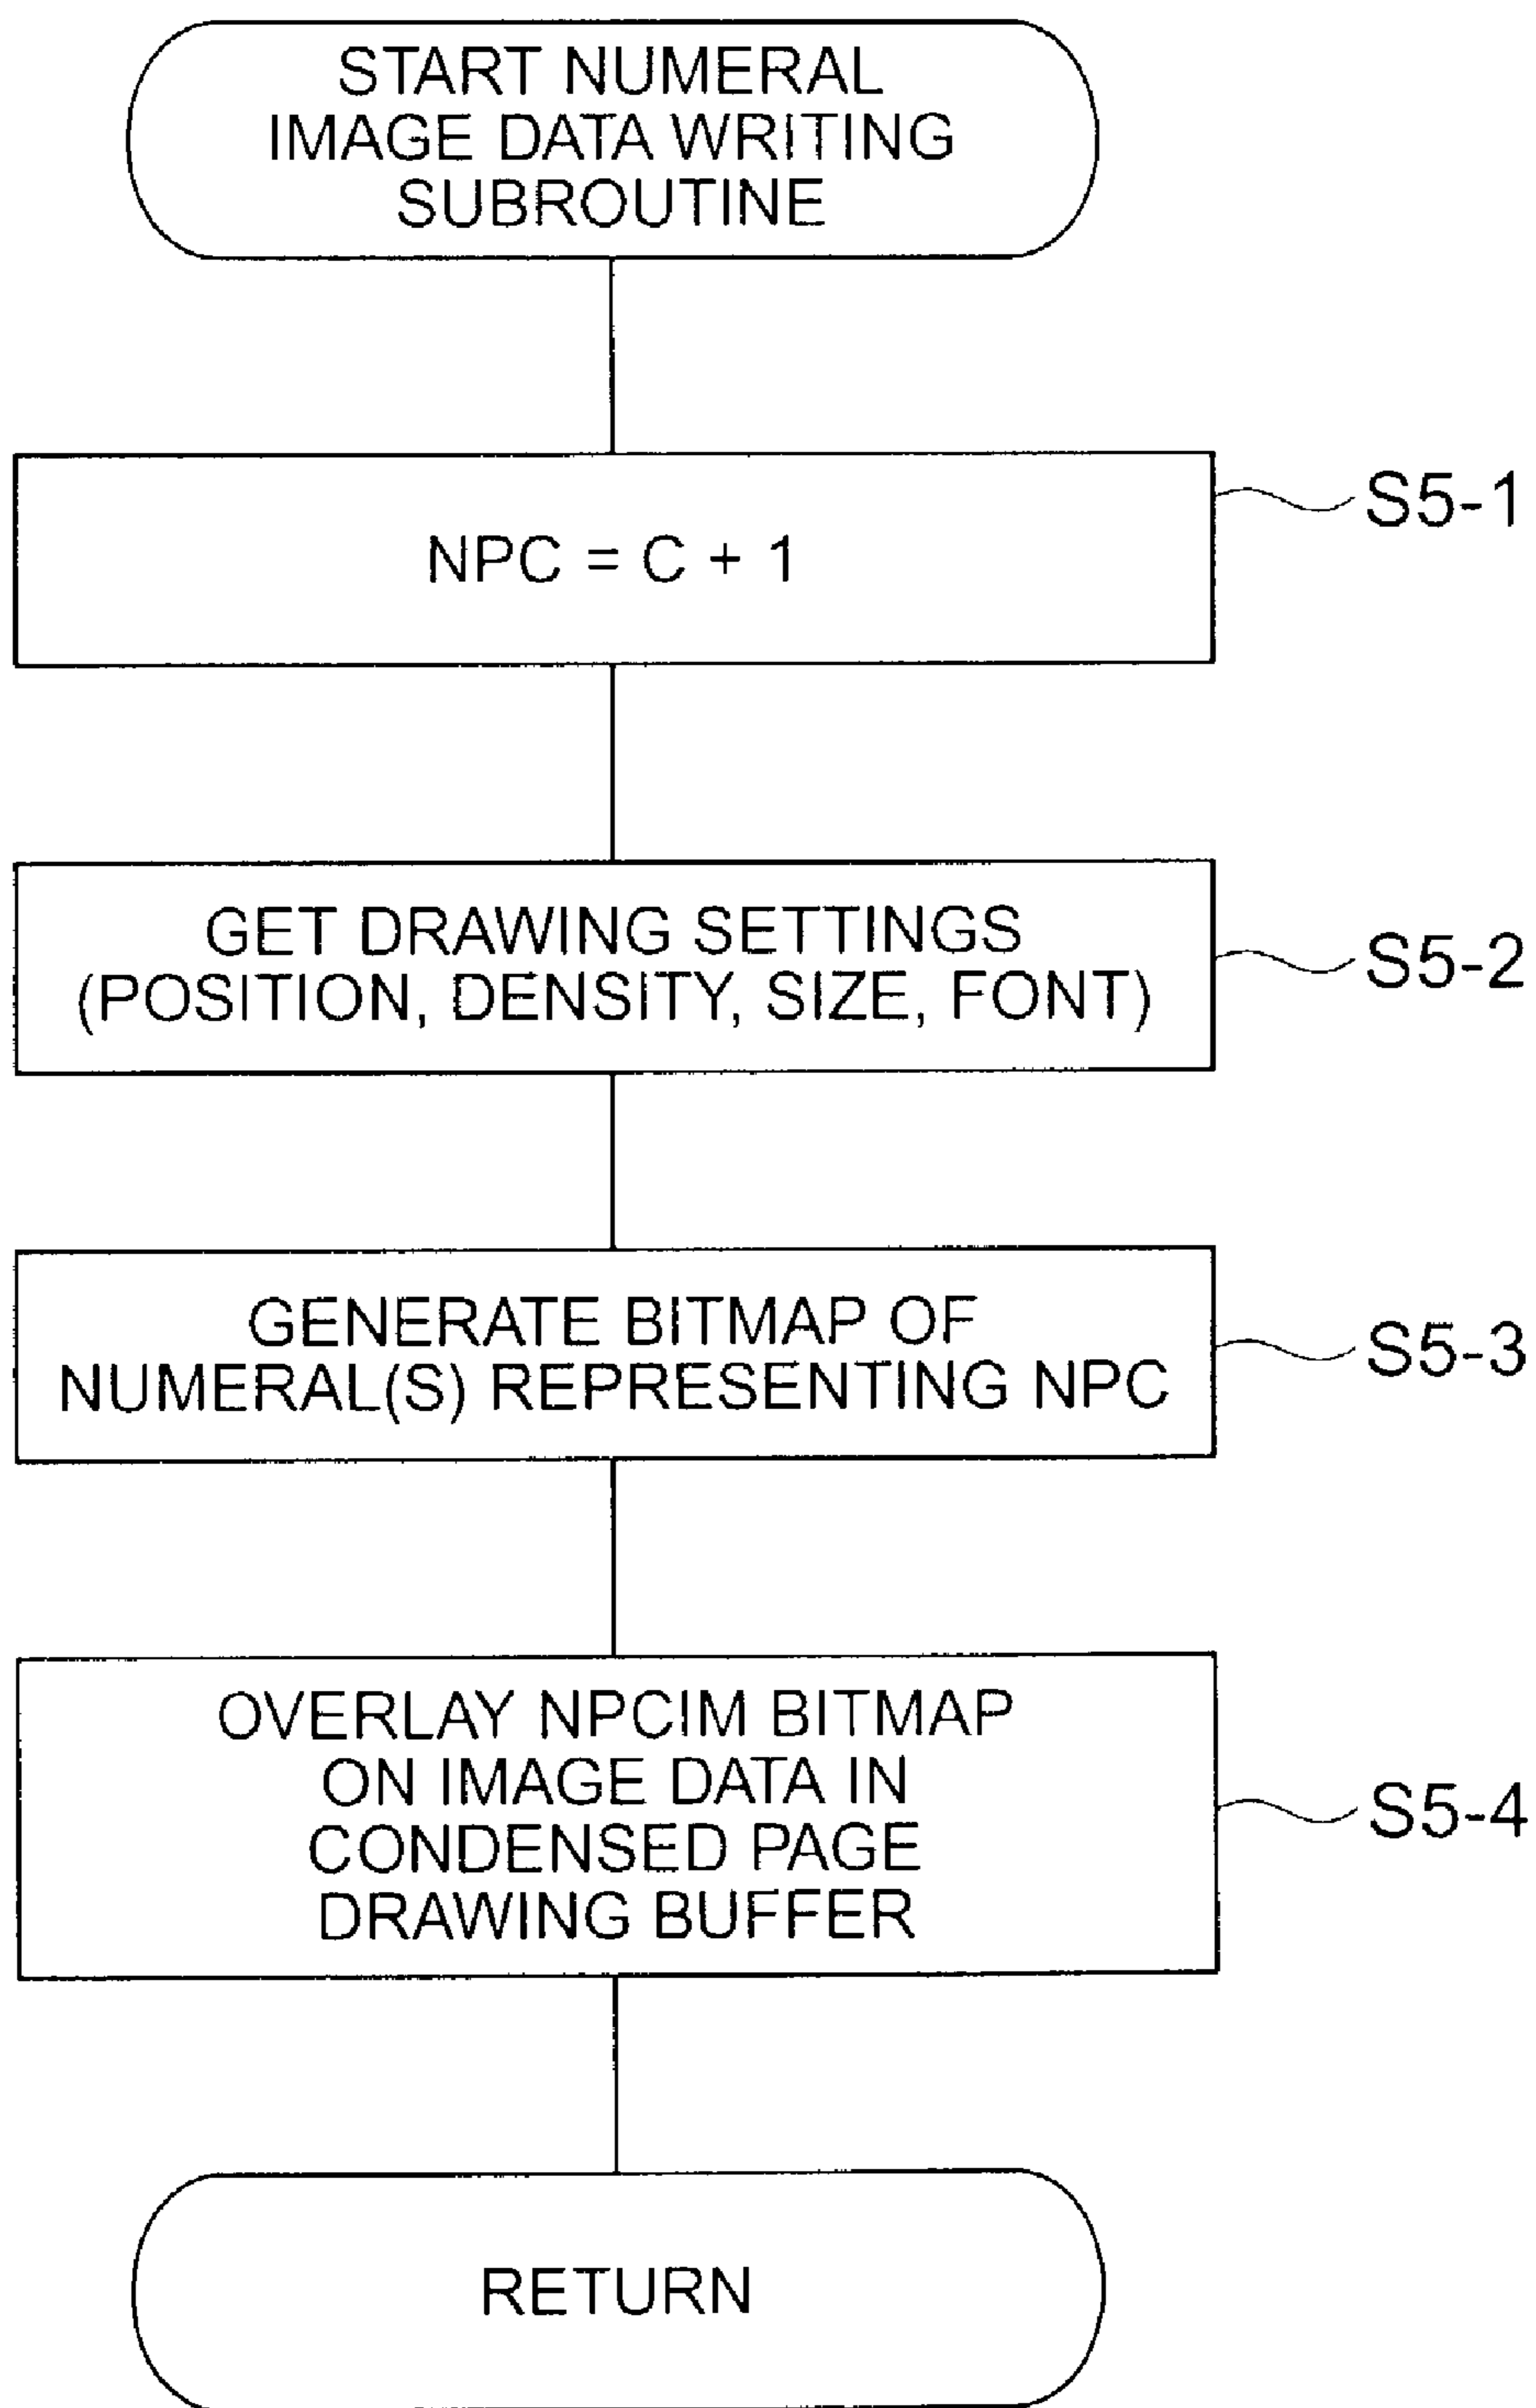 START NUMERAL
IMAGE DATA WRITING
SUBROUTINE
NPC = C + 1
S5-1
GET DRAWING SETTINGS
(POSITION, DENSITY, SIZE, FONT)
S5-2
GENERATE BITMAP OF
NUMERAL(S) REPRESENTING NPC
S5-3
OVERLAY NPCIM BITMAP
ON IMAGE DATA IN
CONDENSED PAGE
DRAWING BUFFER
S5-4
RETURN